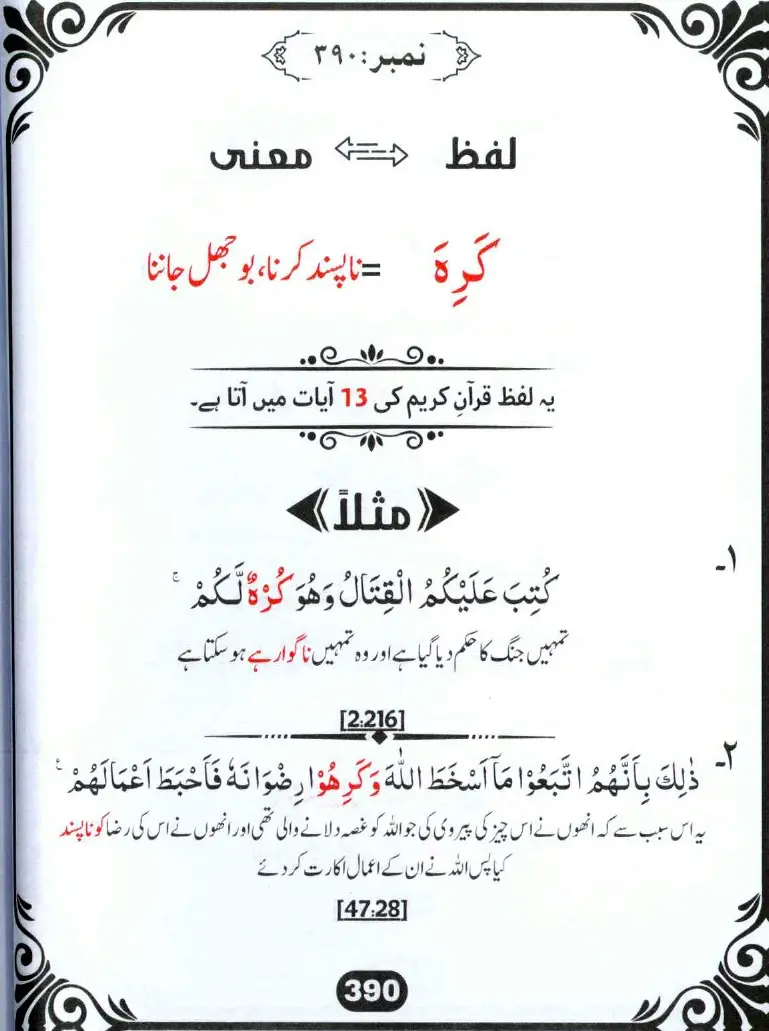 نمبر:۳۹۰
لفظ معنی
كَرِهَ =ناپسند کرنا، بوجھل جاننا
یہ لفظ قرآنِ کریم کی 13 آیات میں آتا ہے۔
مثلاً
۱۔
كُتِبَ عَلَيْكُمُ الْقِتَالُ وَهُوَ كُرْهٌ لَّكُمْ ۚ
تمہیں جنگ کا حکم دیا گیا ہے اور وہ تمہیں ناگوار ہے ہو سکتا ہے
[2:216]
۲۔
ذٰلِكَ بِاَنَّهُمُ اتَّبَعُوْا مَاۤ اَسْخَطَ اللّٰهَ وَكَرِهُوْا رِضْوَانَهٗ فَاَحْبَطَ اَعْمَالَهُمْ ۠
یہ اس سبب سے کہ انھوں نے اس چیز کی پیروی کی جو اللہ کو غصہ دلانے والی تھی اور انھوں نے اس کی رضا کو ناپسند
کیا پس اللہ نے ان کے اعمال اکارت کر دئے
[47:28]
390